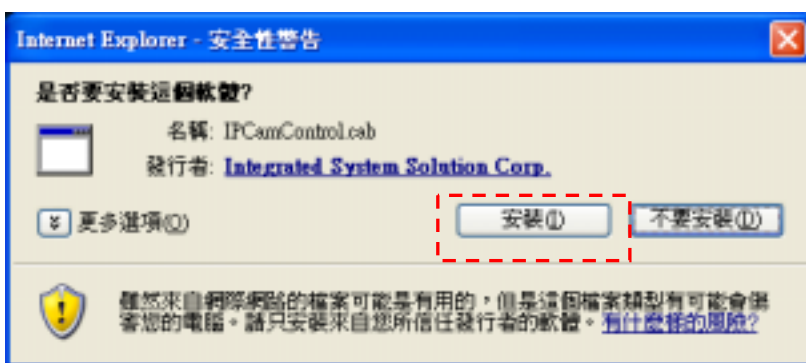 Internet Explorer - 安全性警告
是否要安裝這個軟體?
名稱: IPCamControl.cab
發行者: Integrated System Solution Corp.
更多選項(O)
安裝(I)
不要安裝(D)
雖然來自網際網路的檔案可能是有用的，但是這個檔案類型有可能會傷
害您的電腦。請只安裝來自您所信任發行者的軟體。有什麼樣的風險?